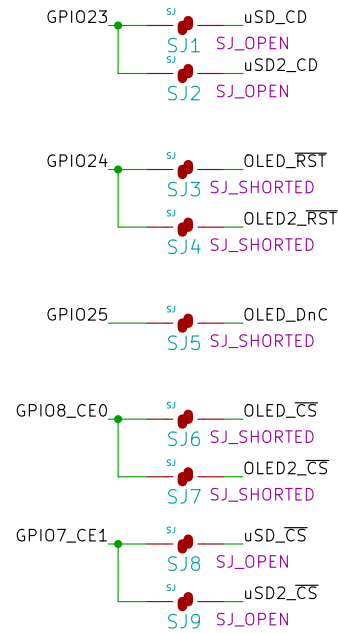 GPIO23 SJ uSD_CD
SJ1 SJ_OPEN
SJ uSD2_CD
SJ2 SJ_OPEN
GPIO24 SJ OLED_RST
SJ3 SJ_SHORTED
SJ OLED2_RST
SJ4 SJ_SHORTED
GPIO25 SJ OLED_DnC
SJ5 SJ_SHORTED
GPIO8_CE0 SJ OLED_CS
SJ6 SJ_SHORTED
SJ OLED2_CS
SJ7 SJ_SHORTED
GPIO7_CE1 SJ uSD_CS
SJ8 SJ_OPEN
SJ uSD2_CS
SJ9 SJ_OPEN